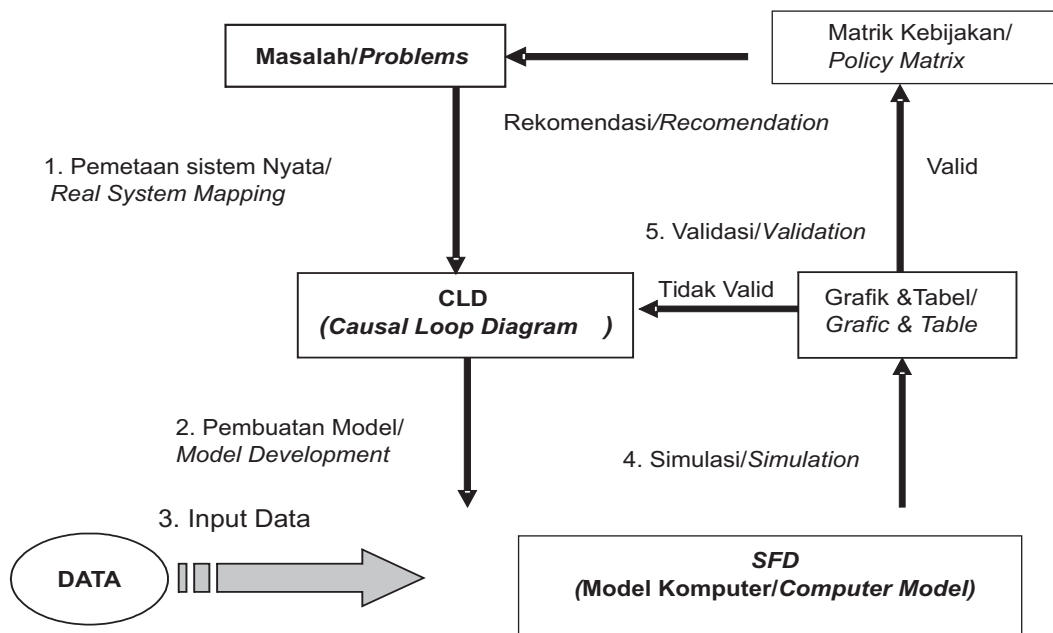 Masalah/Problems
Matrik Kebijakan/
Policy Matrix
Rekomendasi/Recomendation
1. Pemetaan sistem Nyata/
Real System Mapping
Valid
5. Validasi/Validation
CLD
(Causal Loop Diagram )
Tidak Valid
Grafik &Tabel/
Grafic & Table
2. Pembuatan Model/
Model Development
4. Simulasi/Simulation
3. Input Data
DATA
SFD
(Model Komputer/Computer Model)